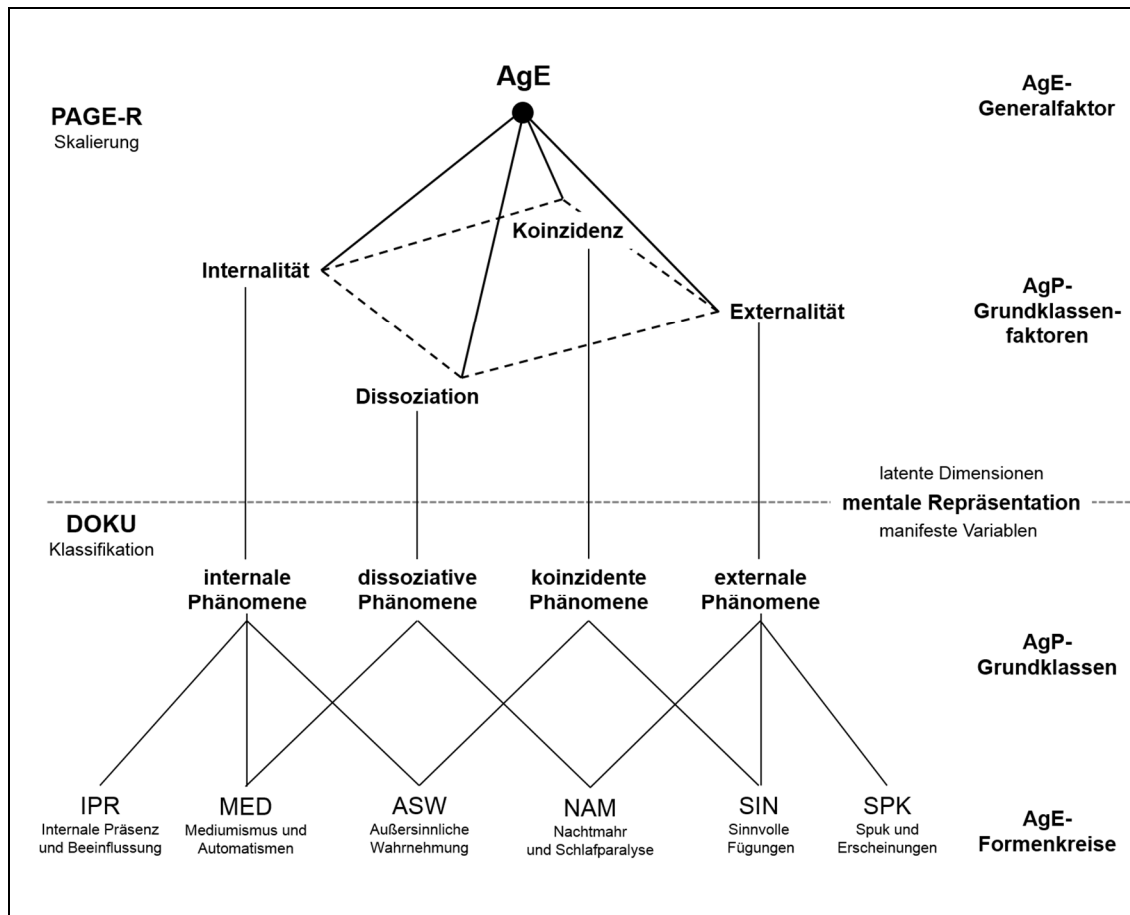 AgE
AgE-
Generalfaktor
PAGE-R
Skalierung
Koinzidenz
Internalität
Externalität
AgP-
Grundklassen-
faktoren
Dissoziation
latente Dimensionen
mentale Repräsentation
manifeste Variablen
DOKU
Klassifikation
internale
Phänomene
dissoziative
Phänomene
koinzidente
Phänomene
externale
Phänomene
AgP-
Grundklassen
IPR
Internale Präsenz
und Beeinflussung
MED
Mediumismus und
Automatismen
ASW
Außersinnliche
Wahrnehmung
NAM
Nachtmahr
und Schlafparalyse
SIN
Sinnvolle
Fügungen
SPK
Spuk und
Erscheinungen
AgE-
Formenkreise